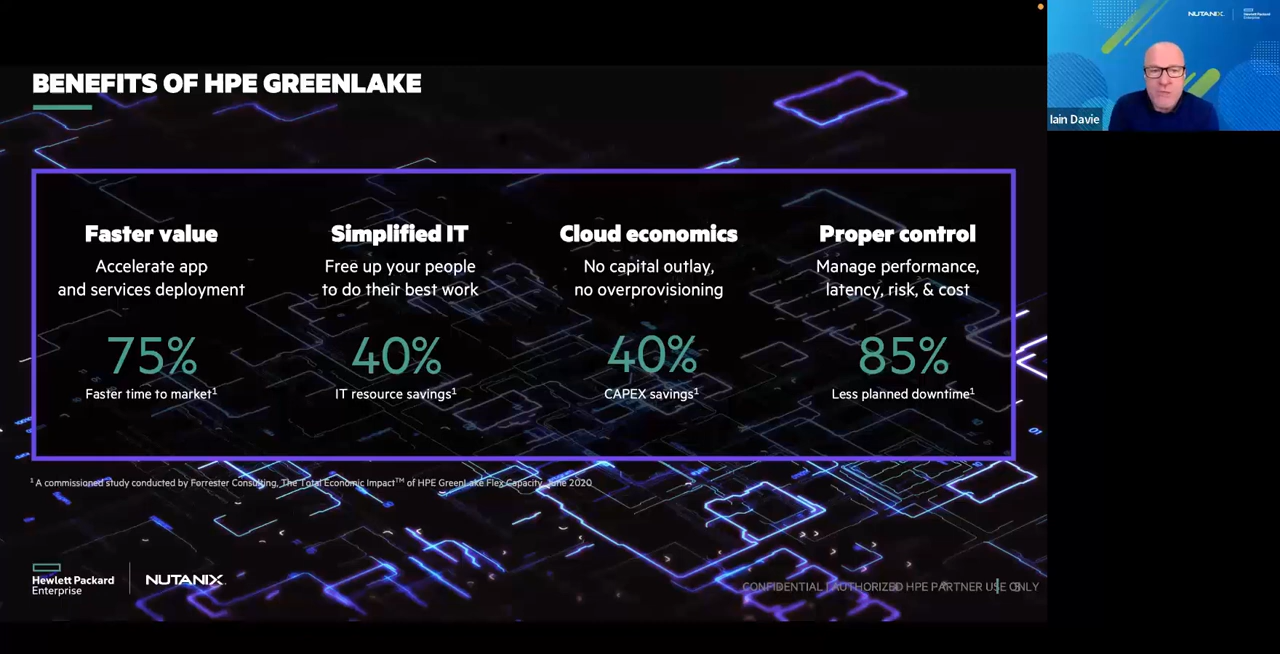 BENEFITS OF HPE GREENLAKE
Faster value
Accelerate app
and services deployment
75%
Faster time to market¹
Simplified IT
Free up your people
to do their best work
40%
IT resource savings¹
Cloud economics
No capital outlay,
no overprovisioning
40%
CAPEX savings¹
Proper control
Manage performance,
latency, risk, & cost
85%
Less planned downtime¹
¹ A commissioned study conducted by Forrester Consulting, The Total Economic Impact™ of HPE GreenLake Flex Capacity, June 2020
Hewlett Packard
Enterprise
NUTANIX
CONFIDENTIAL | AUTHORIZED HPE PARTNER USE ONLY
NUTANIX
Hewlett Packard
Enterprise
Iain Davie